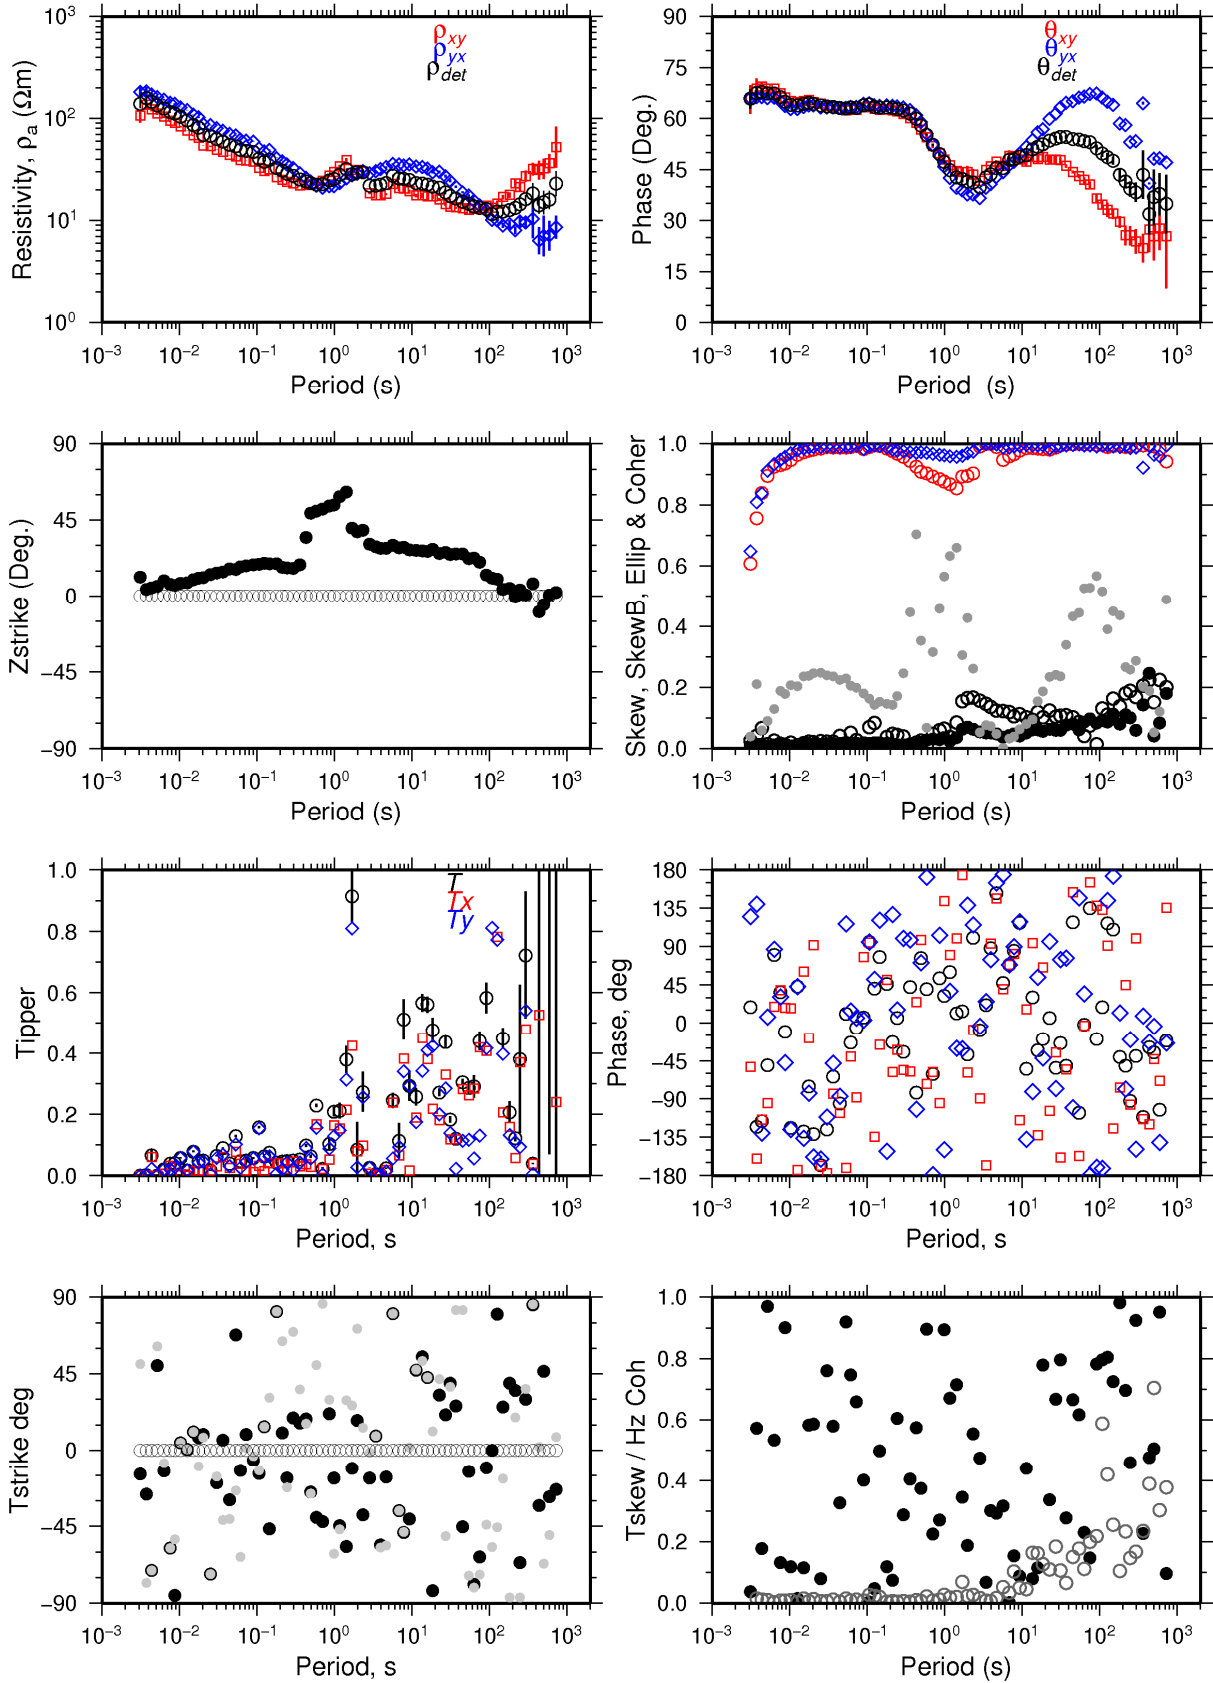 10³
10²
10¹
10⁰
Resistivity, ρₐ (Ωm)
ρxy
ρyx
ρdet
10⁻³ 10⁻² 10⁻¹ 10⁰ 10¹ 10² 10³
Period (s)
90
75
60
45
30
15
0
Phase (Deg.)
θxy
θyx
θdet
10⁻³ 10⁻² 10⁻¹ 10⁰ 10¹ 10² 10³
Period (s)
90
45
0
−45
−90
Zstrike (Deg.)
10⁻³ 10⁻² 10⁻¹ 10⁰ 10¹ 10² 10³
Period (s)
1.0
0.8
0.6
0.4
0.2
0.0
Skew, SkewB, Ellip & Coher
10⁻³ 10⁻² 10⁻¹ 10⁰ 10¹ 10² 10³
Period (s)
1.0
0.8
0.6
0.4
0.2
0.0
Tipper
T
Tx
Ty
10⁻³ 10⁻² 10⁻¹ 10⁰ 10¹ 10² 10³
Period, s
180
135
90
45
0
−45
−90
−135
−180
Phase, deg
10⁻³ 10⁻² 10⁻¹ 10⁰ 10¹ 10² 10³
Period, s
90
45
0
−45
−90
Tstrike deg
10⁻³ 10⁻² 10⁻¹ 10⁰ 10¹ 10² 10³
Period, s
1.0
0.8
0.6
0.4
0.2
0.0
Tskew / Hz Coh
10⁻³ 10⁻² 10⁻¹ 10⁰ 10¹ 10² 10³
Period (s)